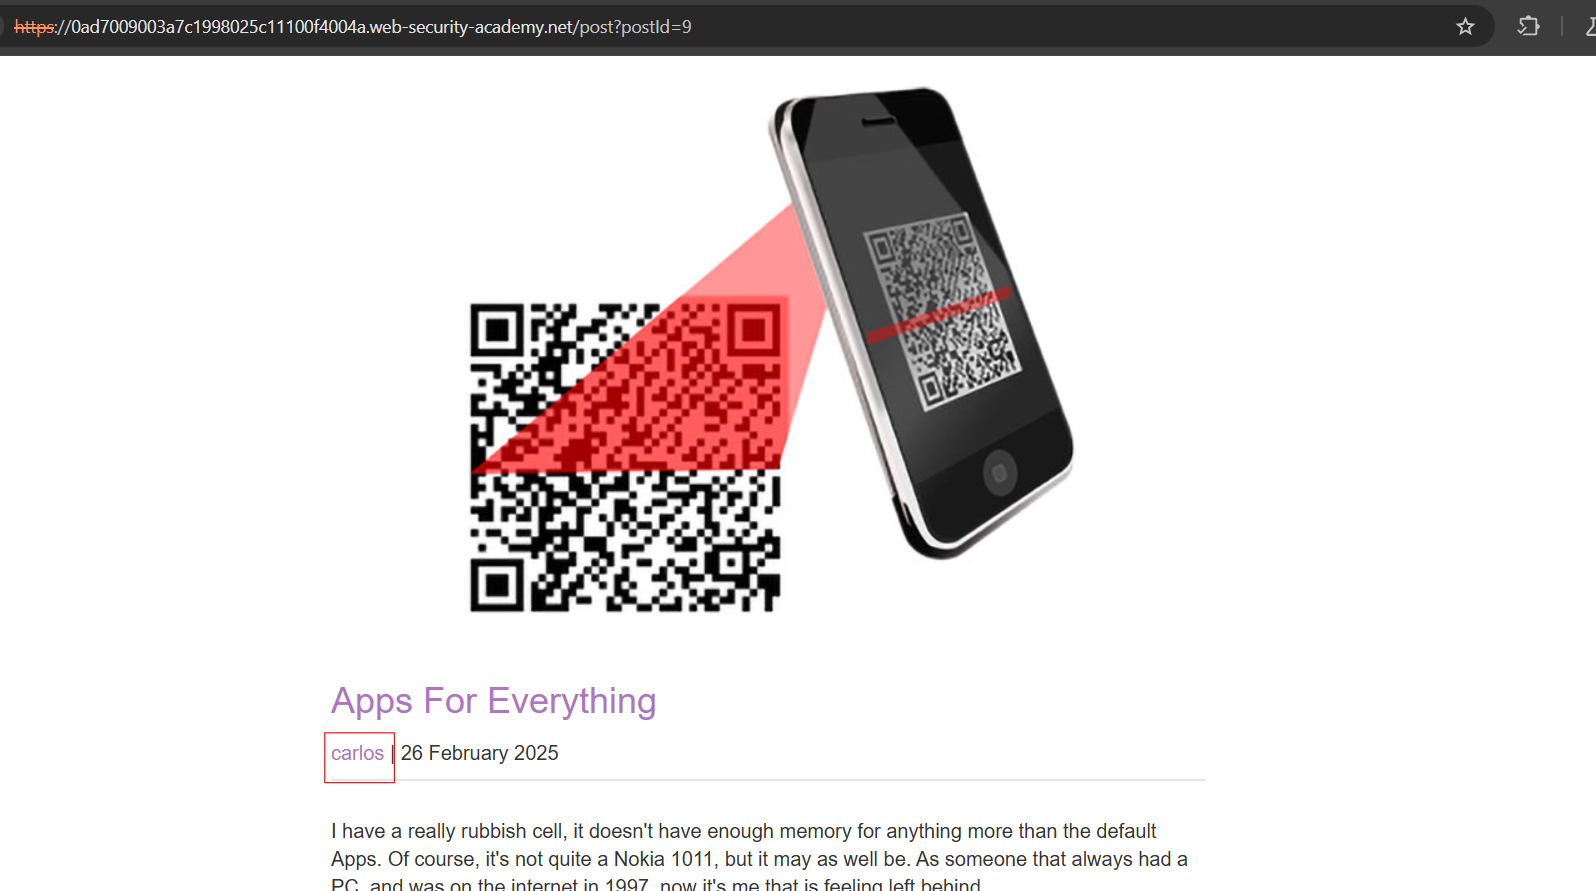 https://0ad7009003a7c1998025c11100f4004a.web-security-academy.net/post?postId=9
Apps For Everything
carlos | 26 February 2025
I have a really rubbish cell, it doesn't have enough memory for anything more than the default
Apps. Of course, it's not quite a Nokia 1011, but it may as well be. As someone that always had a
PC, and was on the internet in 1997, now it's me that is feeling left behind.